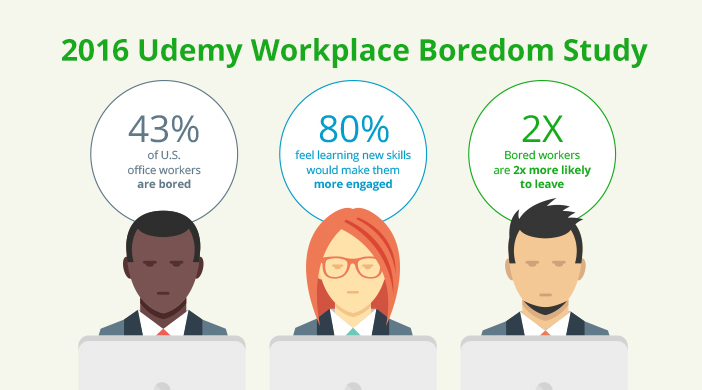 2016 Udemy Workplace Boredom Study
43%
of U.S.
office workers
are bored
80%
feel learning new skills
would make them
more engaged
2X
Bored workers
are 2x more likely
to leave